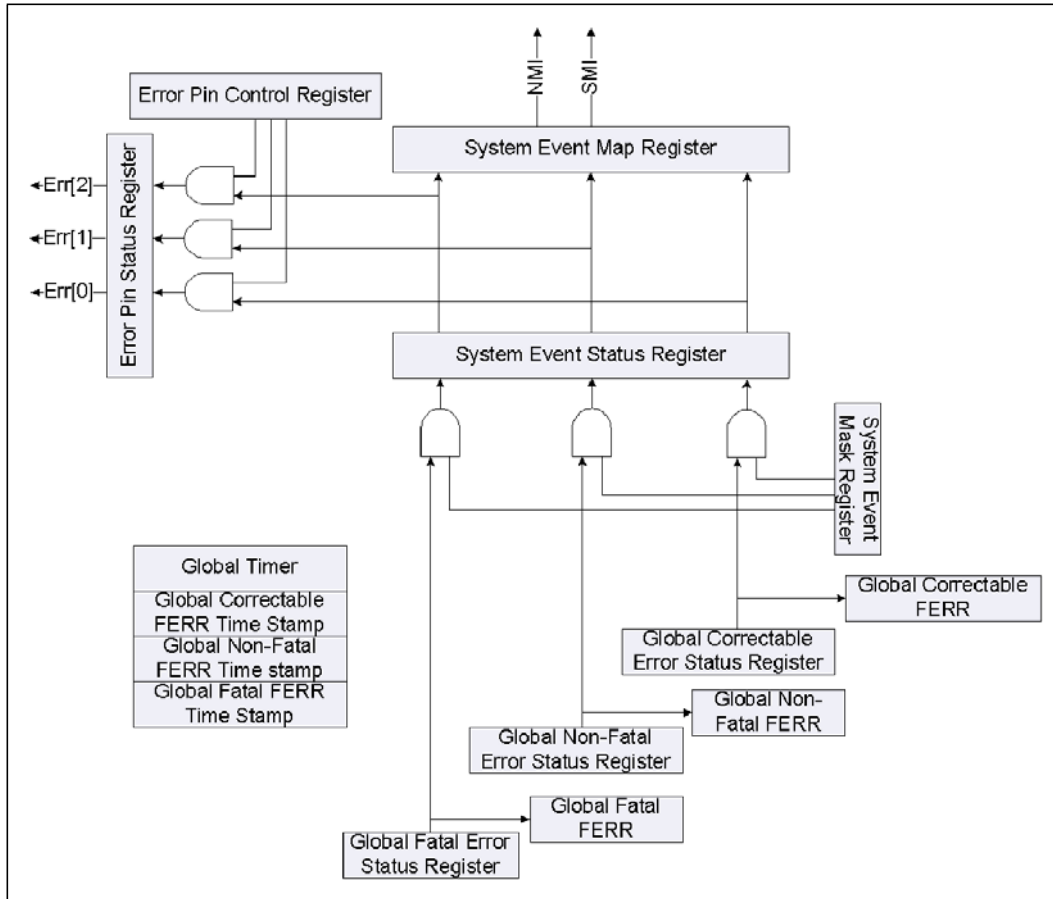 NMI
SMI
Error Pin Control Register
System Event Map Register
Error Pin Status Register
Err[2]
Err[1]
Err[0]
System Event Status Register
System Event
Mask Register
Global Timer
Global Correctable
FERR Time Stamp
Global Non-Fatal
FERR Time stamp
Global Fatal FERR
Time Stamp
Global Correctable
FERR
Global Correctable
Error Status Register
Global Non-
Fatal FERR
Global Non-Fatal
Error Status Register
Global Fatal
FERR
Global Fatal Error
Status Register